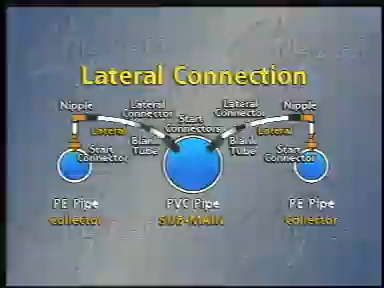 Lateral Connection
Nipple
Lateral
Connector
Start
Connectors
Lateral
Connector
Nipple
Lateral
Blank
Tube
Blank
Tube
Lateral
Start
Connector
Start
Connector
PE Pipe
collector
PVC Pipe
SUB-MAIN
PE Pipe
collector